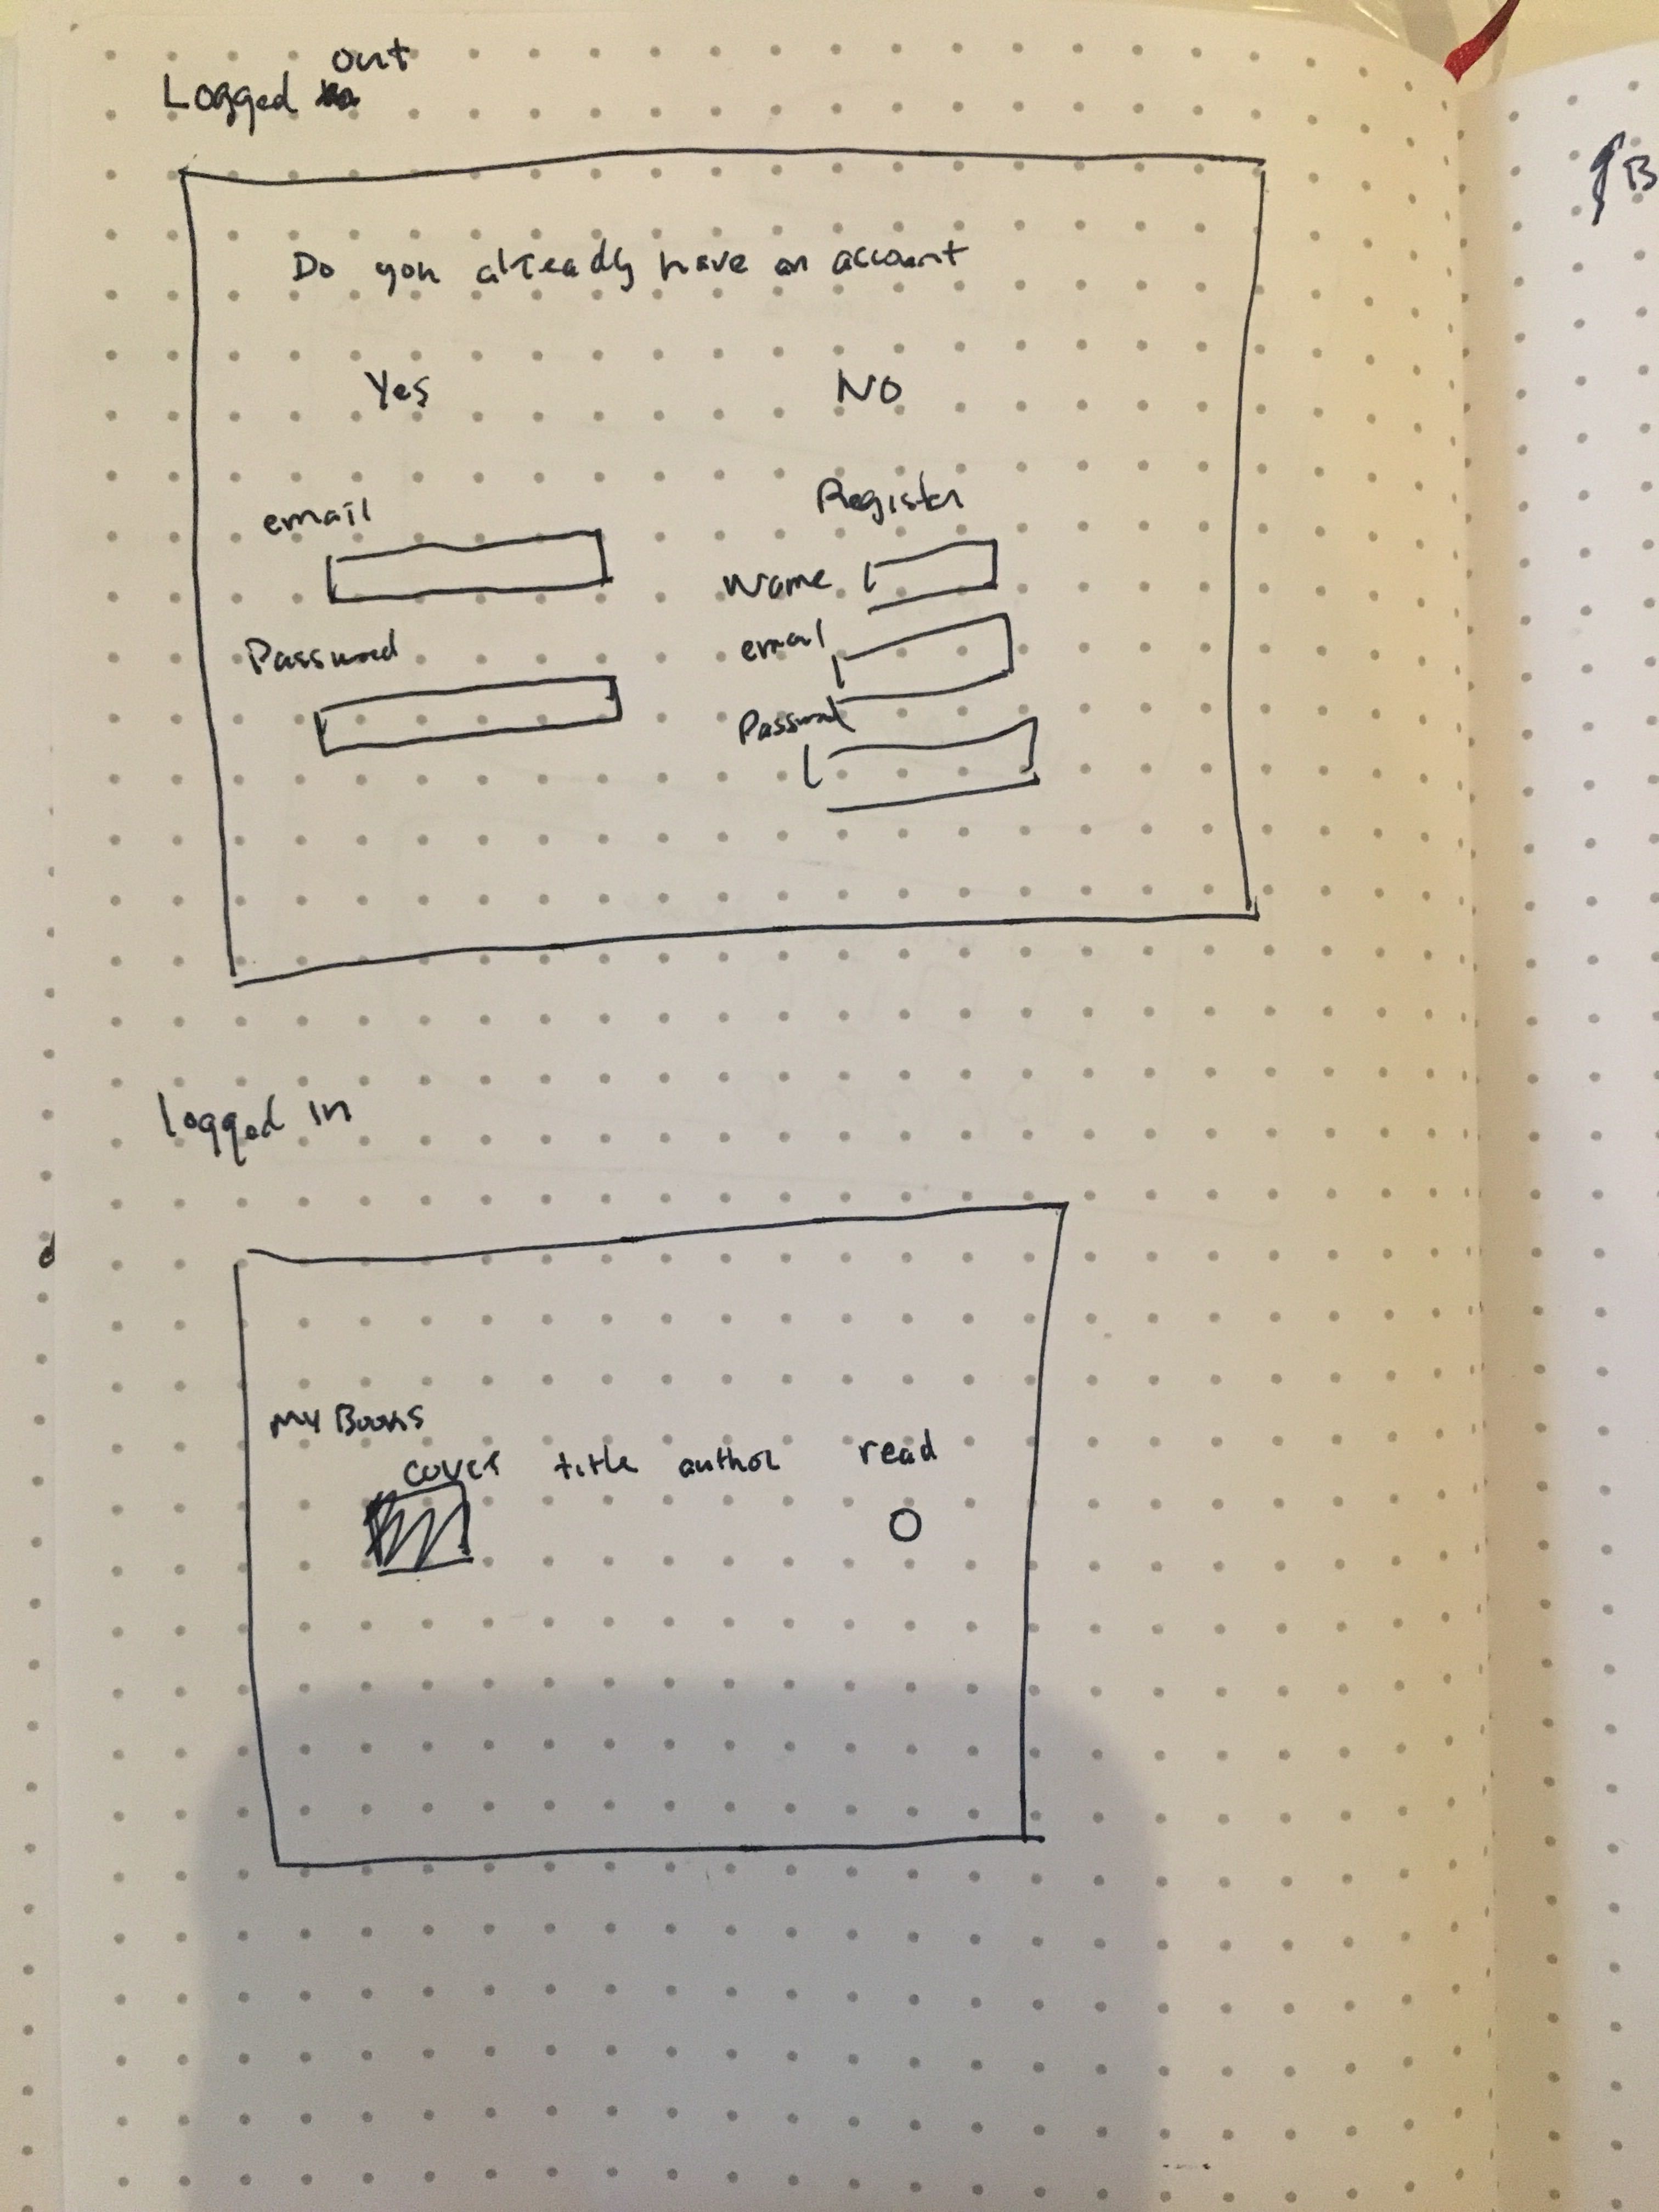 out
Logged
Do you already have an account
Yes NO
email
Password
Register
Name
email
Password
logged in
My Books
cover title author read
B